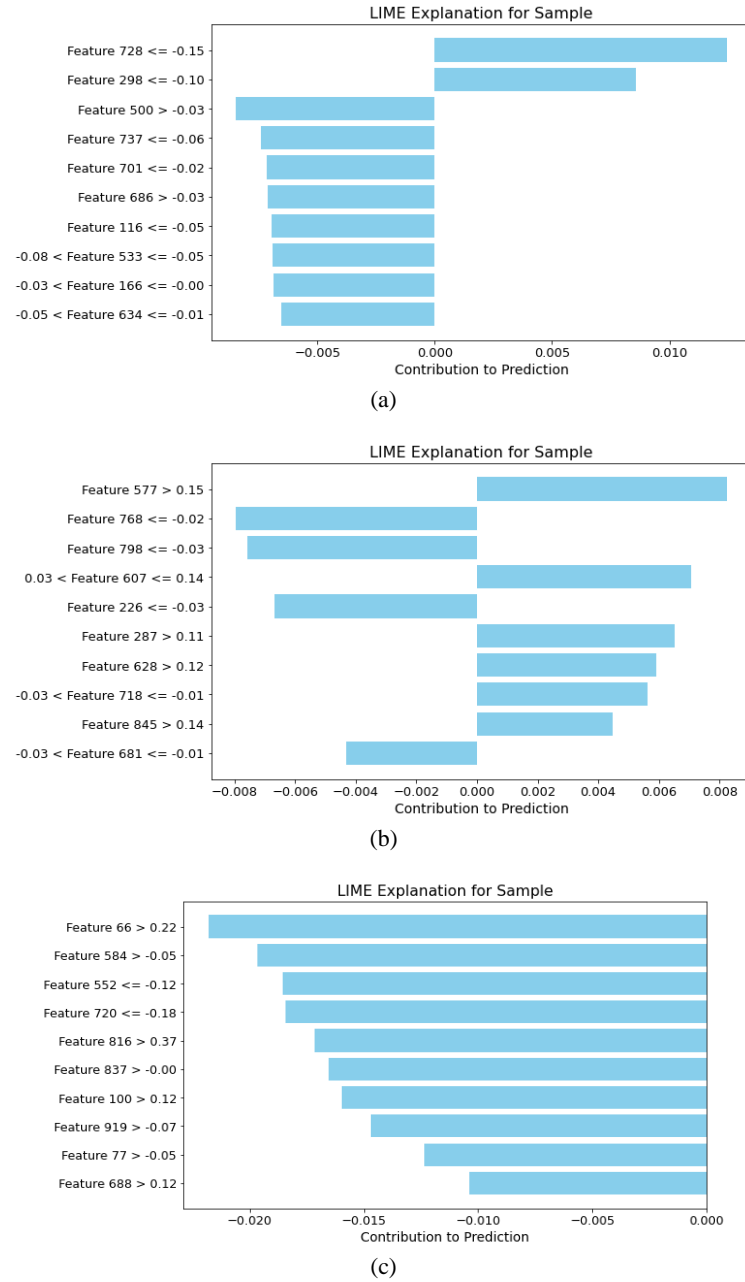 LIME Explanation for Sample
Feature 728 <= -0.15
Feature 298 <= -0.10
Feature 500 > -0.03
Feature 737 <= -0.06
Feature 701 <= -0.02
Feature 686 > -0.03
Feature 116 <= -0.05
-0.08 < Feature 533 <= -0.05
-0.03 < Feature 166 <= -0.00
-0.05 < Feature 634 <= -0.01
−0.005 0.000 0.005 0.010
Contribution to Prediction
(a)
LIME Explanation for Sample
Feature 577 > 0.15
Feature 768 <= -0.02
Feature 798 <= -0.03
0.03 < Feature 607 <= 0.14
Feature 226 <= -0.03
Feature 287 > 0.11
Feature 628 > 0.12
-0.03 < Feature 718 <= -0.01
Feature 845 > 0.14
-0.03 < Feature 681 <= -0.01
−0.008 −0.006 −0.004 −0.002 0.000 0.002 0.004 0.006 0.008
Contribution to Prediction
(b)
LIME Explanation for Sample
Feature 66 > 0.22
Feature 584 > -0.05
Feature 552 <= -0.12
Feature 720 <= -0.18
Feature 816 > 0.37
Feature 837 > -0.00
Feature 100 > 0.12
Feature 919 > -0.07
Feature 77 > -0.05
Feature 688 > 0.12
−0.020 −0.015 −0.010 −0.005 0.000
Contribution to Prediction
(c)